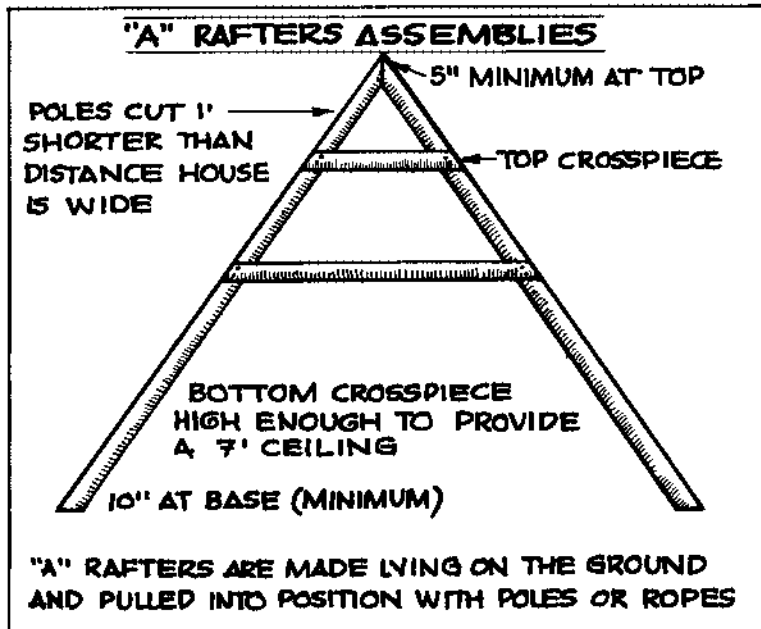 "A" RAFTERS ASSEMBLIES
5" MINIMUM AT TOP
POLES CUT 1'
SHORTER THAN
DISTANCE HOUSE
IS WIDE
TOP CROSSPIECE
BOTTOM CROSSPIECE
HIGH ENOUGH TO PROVIDE
A 7' CEILING
10" AT BASE (MINIMUM)
"A" RAFTERS ARE MADE LYING ON THE GROUND
AND PULLED INTO POSITION WITH POLES OR ROPES